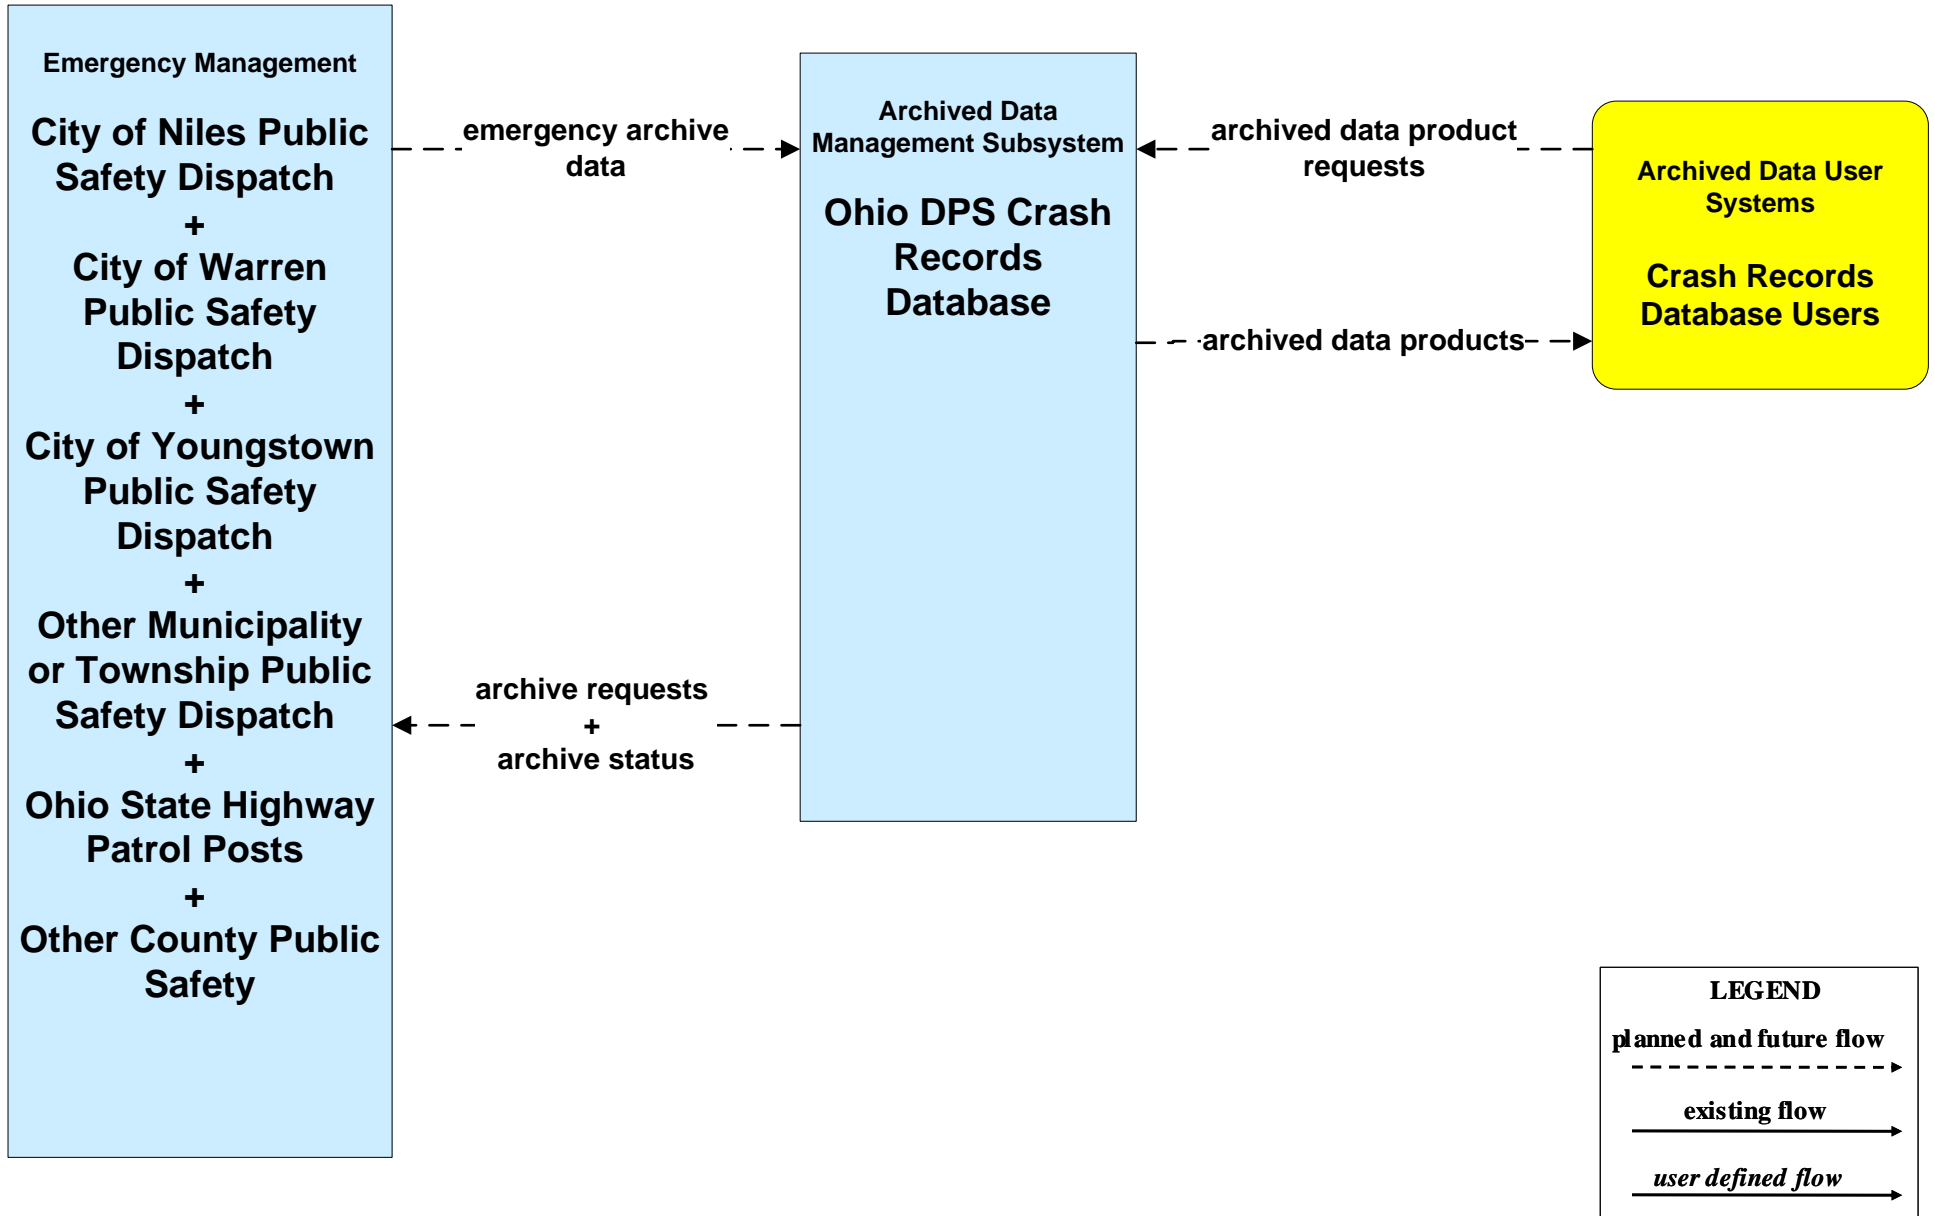 Emergency Management
City of Niles Public
Safety Dispatch
+
City of Warren
Public Safety
Dispatch
+
City of Youngstown
Public Safety
Dispatch
+
Other Municipality
or Township Public
Safety Dispatch
+
Ohio State Highway
Patrol Posts
+
Other County Public
Safety
emergency archive
data
archive requests
+
archive status
Archived Data
Management Subsystem
Ohio DPS Crash
Records
Database
archived data product
requests
archived data products
Archived Data User
Systems
Crash Records
Database Users
LEGEND
planned and future flow
existing flow
user defined flow